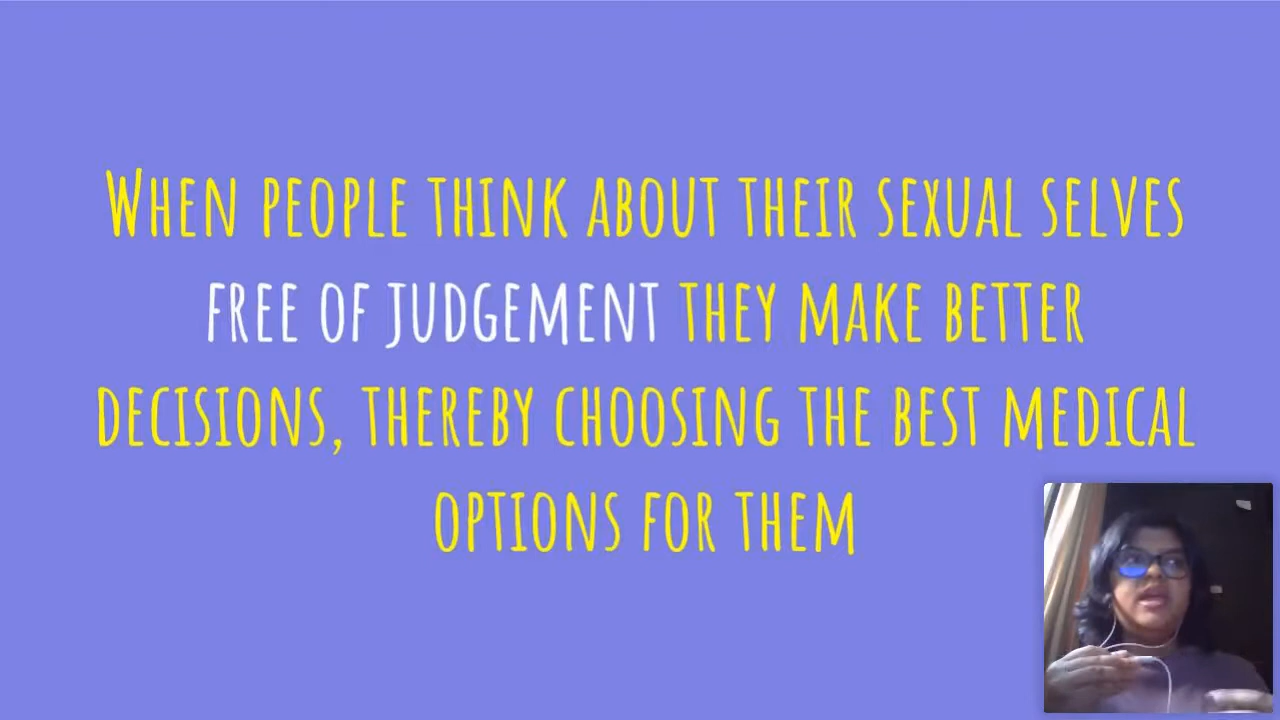 When people think about their sexual selves
free of judgement they make better
decisions, thereby choosing the best medical
options for them